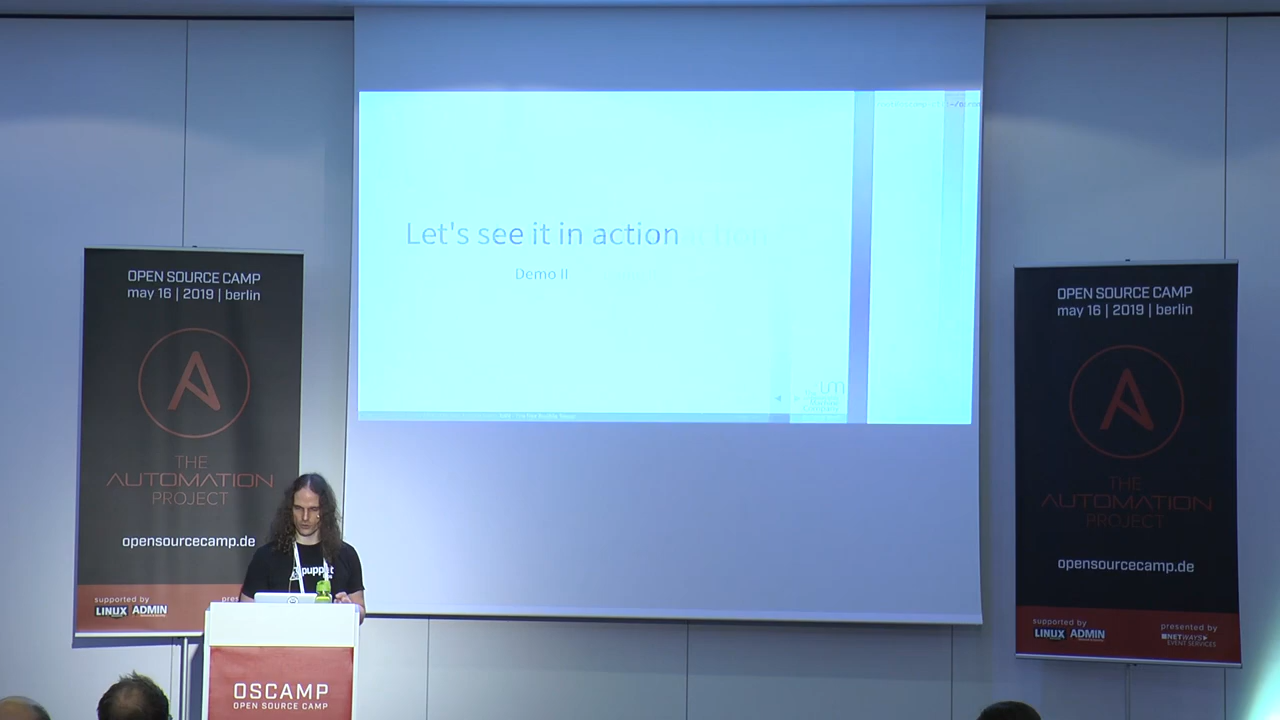 OPEN SOURCE CAMP
may 16 | 2019 | berlin
THE
AUTOMATION
PROJECT
opensourcecamp.de
supported by
LINUX ADMIN
Let's see it in action
Demo II
puppet
OSCAMP
OPEN SOURCE CAMP
OPEN SOURCE CAMP
may 16 | 2019 | berlin
THE
AUTOMATION
PROJECT
opensourcecamp.de
supported by
LINUX ADMIN
presented by
NETWAYS
EVENT SERVICES